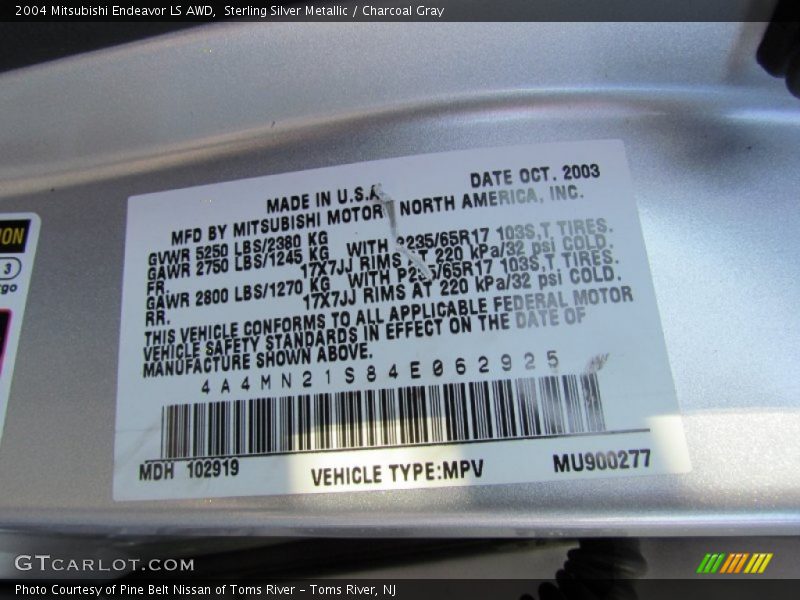 2004 Mitsubishi Endeavor LS AWD,  Sterling Silver Metallic / Charcoal Gray
DATE OCT. 2003
MADE IN U.S.A
MFD BY MITSUBISHI MOTOR NORTH AMERICA, INC.
GVWR 5250 LBS/2380 KG
GAWR 2750 LBS/1245 KG WITH P235/65R17 103S,T TIRES.
FR. 17X7JJ RIMS AT 220 kPa/32 psi COLD.
GAWR 2800 LBS/1270 KG WITH P235/65R17 103S,T TIRES.
RR. 17X7JJ RIMS AT 220 kPa/32 psi COLD.
THIS VEHICLE CONFORMS TO ALL APPLICABLE FEDERAL MOTOR
VEHICLE SAFETY STANDARDS IN EFFECT ON THE DATE OF
MANUFACTURE SHOWN ABOVE.
4A4MN21S84E062925
MDH 102919 VEHICLE TYPE:MPV MU900277
3
GTCARLOT.COM
Photo Courtesy of Pine Belt Nissan of Toms River - Toms River, NJ